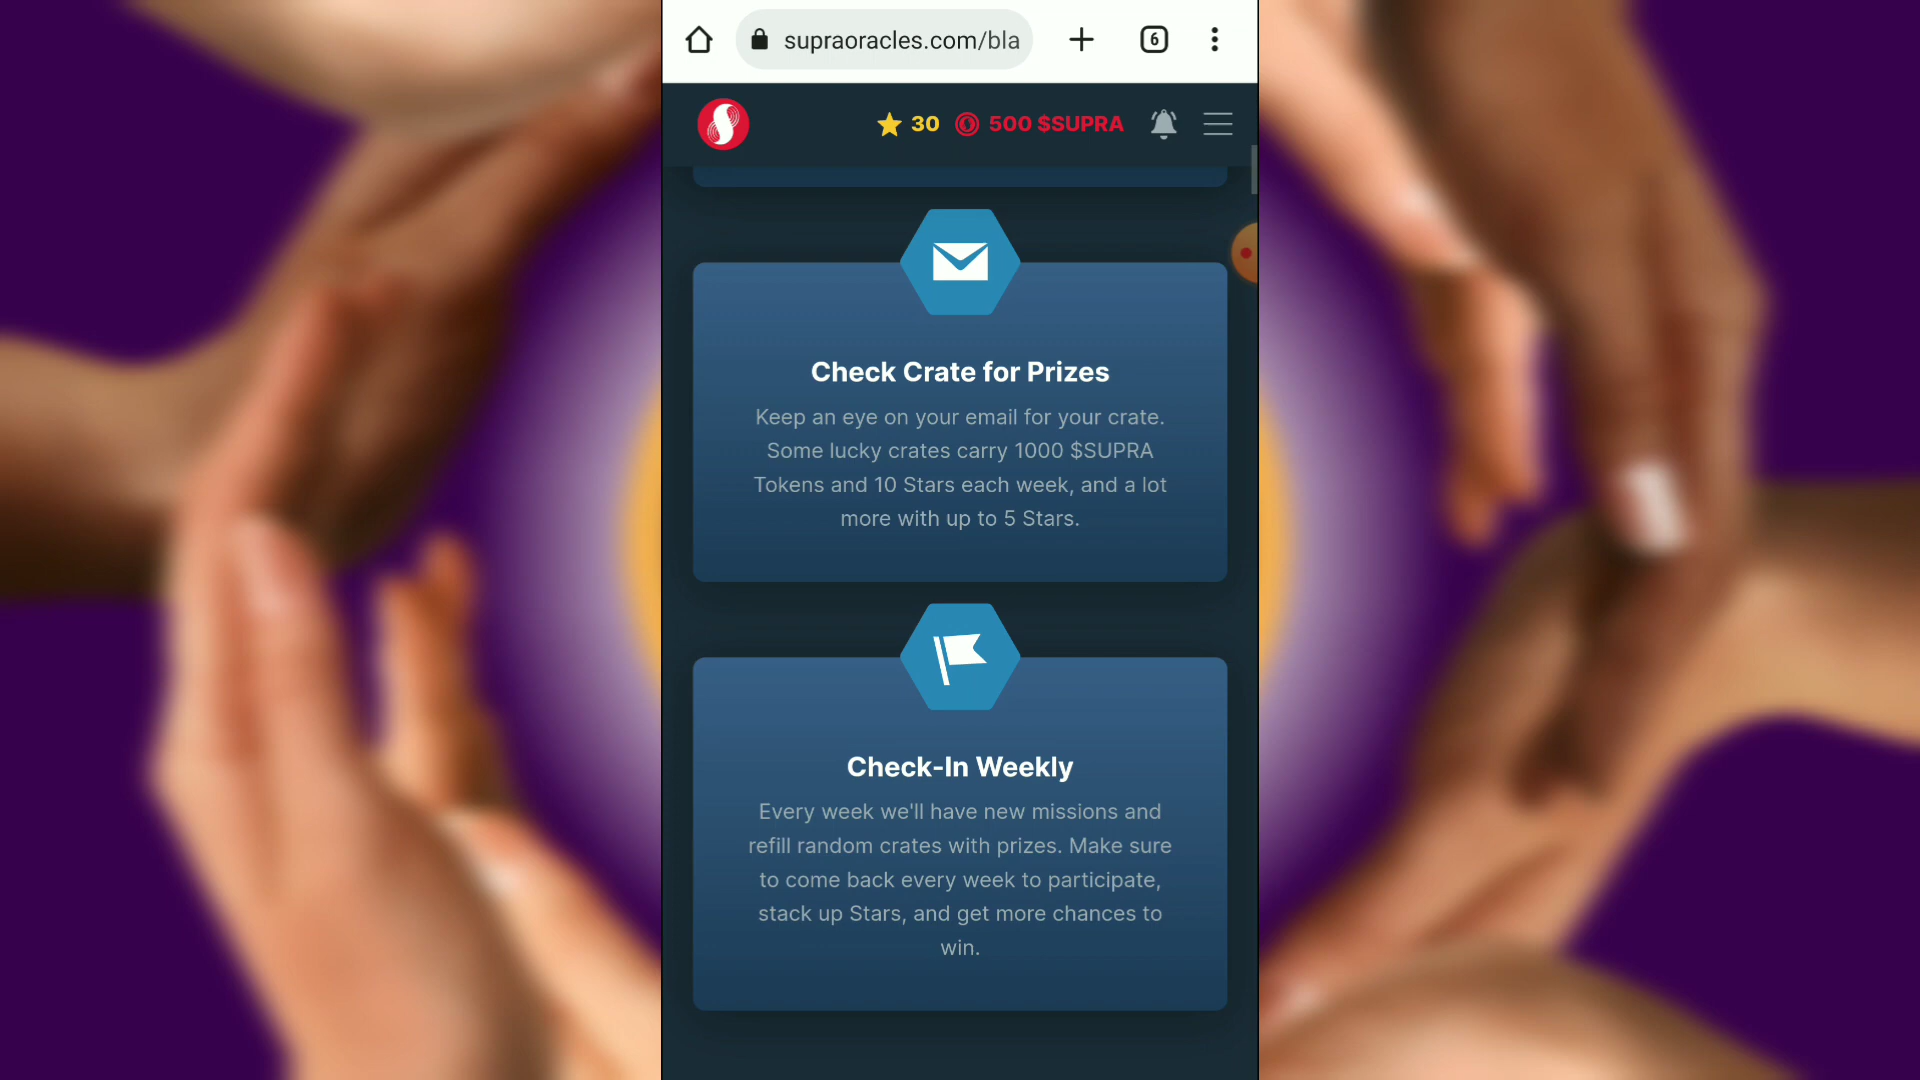 supraoracles.com/bla
6
30
500 $SUPRA
Check Crate for Prizes
Keep an eye on your email for your crate.
Some lucky crates carry 1000 $SUPRA
Tokens and 10 Stars each week, and a lot
more with up to 5 Stars.
Check-In Weekly
Every week we'll have new missions and
refill random crates with prizes. Make sure
to come back every week to participate,
stack up Stars, and get more chances to
win.